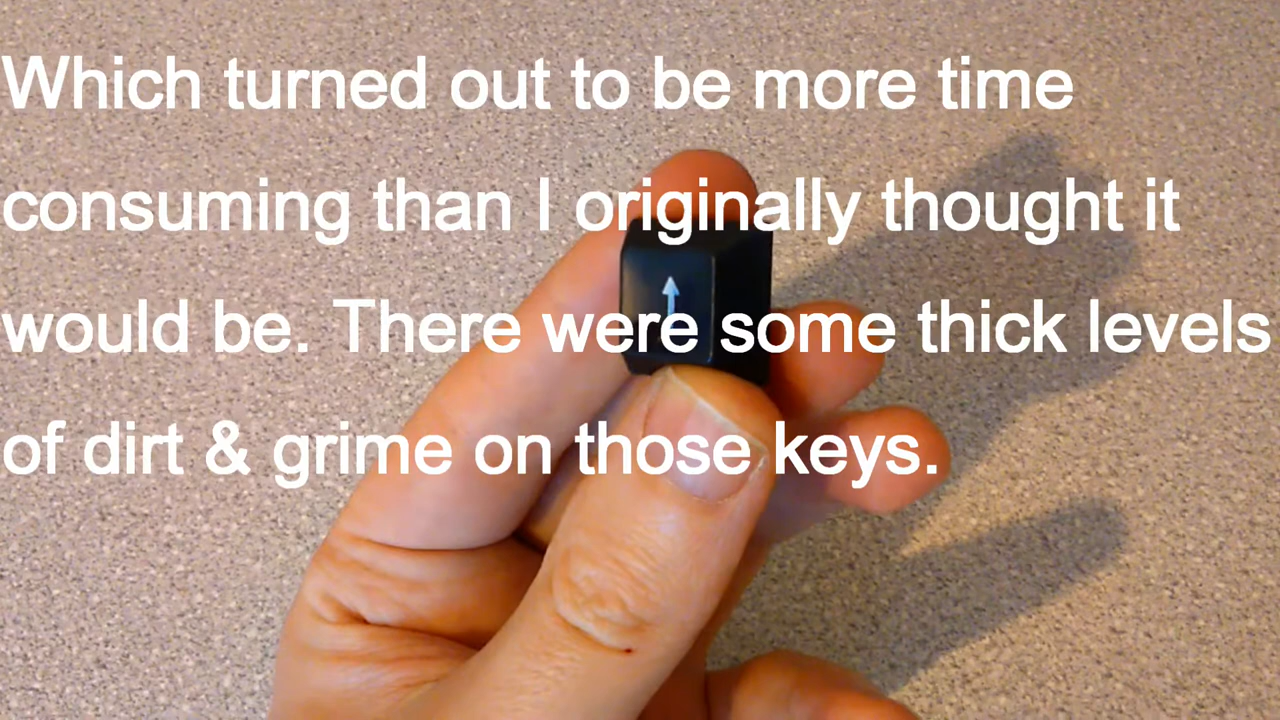 Which turned out to be more time
consuming than I originally thought it
would be. There were some thick levels
of dirt & grime on those keys.